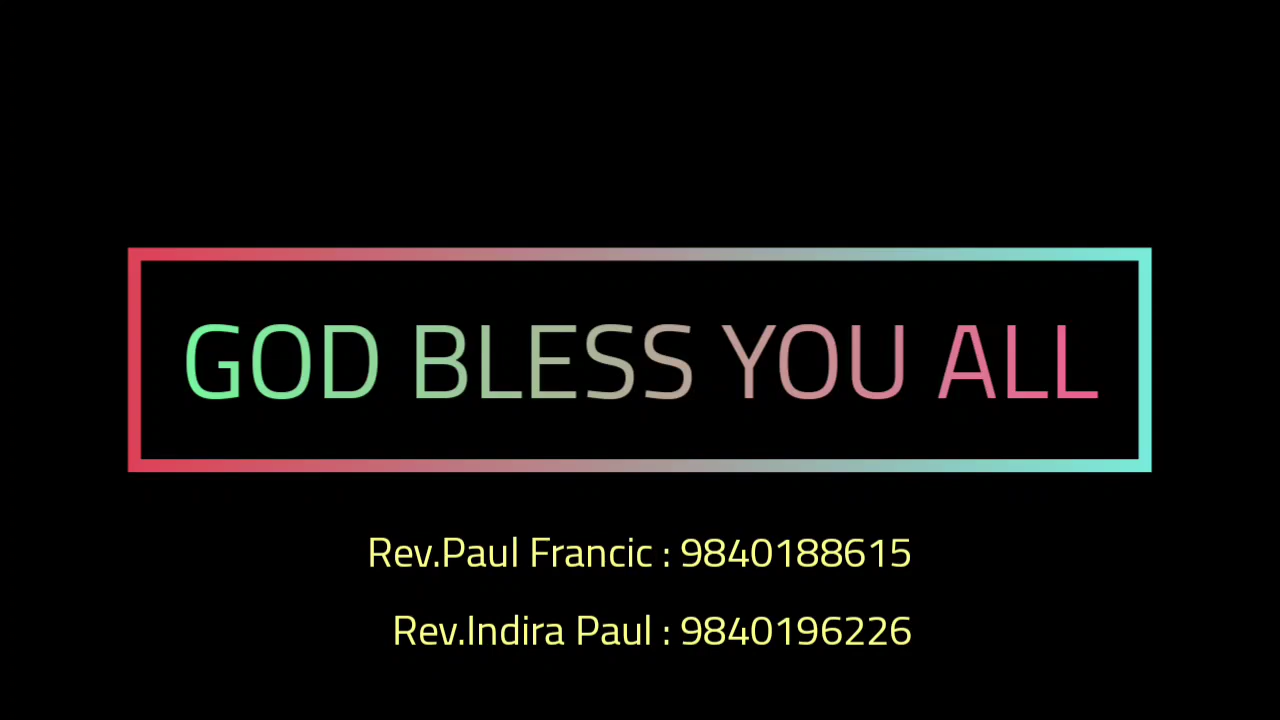 GOD BLESS YOU ALL
Rev.Paul Francic : 9840188615
Rev.Indira Paul : 9840196226